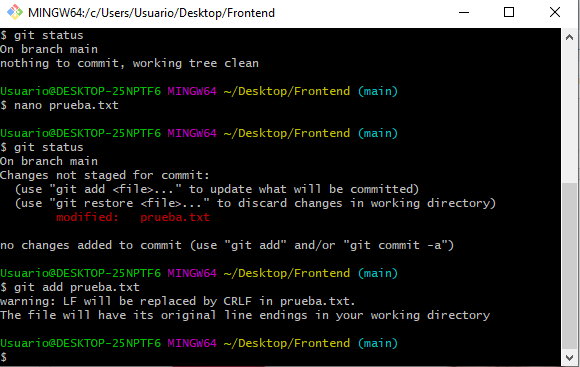 MINGW64:/c/Users/Usuario/Desktop/Frontend
$ git status
On branch main
nothing to commit, working tree clean
Usuario@DESKTOP-25NPTF6 MINGW64 ~/Desktop/Frontend (main)
$ nano prueba.txt
Usuario@DESKTOP-25NPTF6 MINGW64 ~/Desktop/Frontend (main)
$ git status
On branch main
Changes not staged for commit:
  (use "git add <file>..." to update what will be committed)
  (use "git restore <file>..." to discard changes in working directory)
        modified:   prueba.txt
no changes added to commit (use "git add" and/or "git commit -a")
Usuario@DESKTOP-25NPTF6 MINGW64 ~/Desktop/Frontend (main)
$ git add prueba.txt
warning: LF will be replaced by CRLF in prueba.txt.
The file will have its original line endings in your working directory
Usuario@DESKTOP-25NPTF6 MINGW64 ~/Desktop/Frontend (main)
$